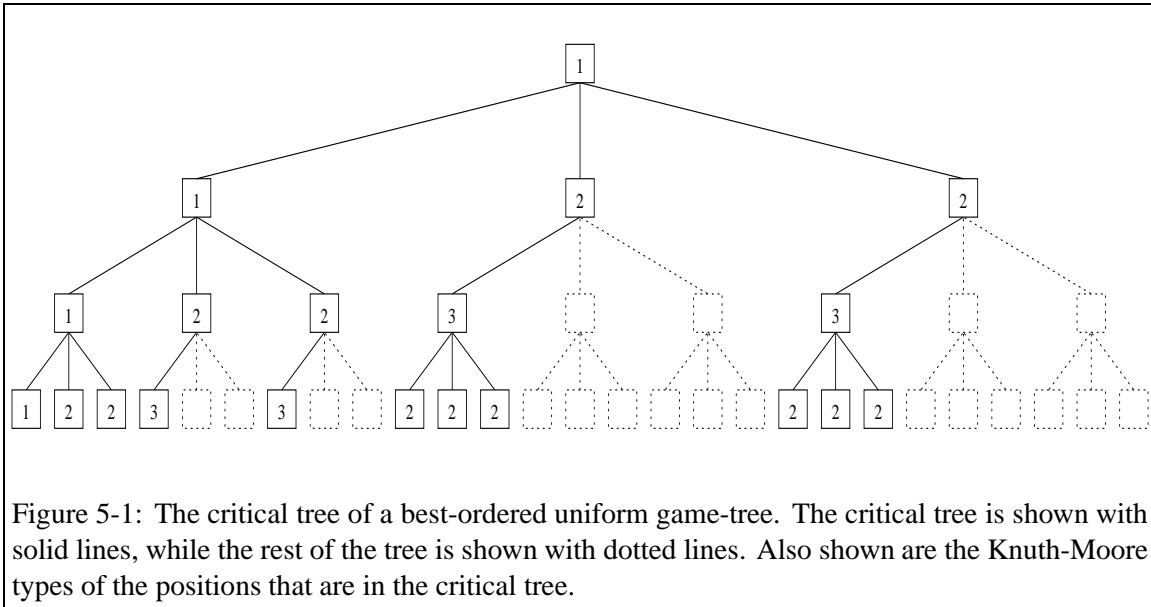 1
1 2 2
1 2 2 3 3
1 2 2 3 3 2 2 2 2 2 2
Figure 5-1: The critical tree of a best-ordered uniform game-tree. The critical tree is shown with
solid lines, while the rest of the tree is shown with dotted lines. Also shown are the Knuth-Moore
types of the positions that are in the critical tree.